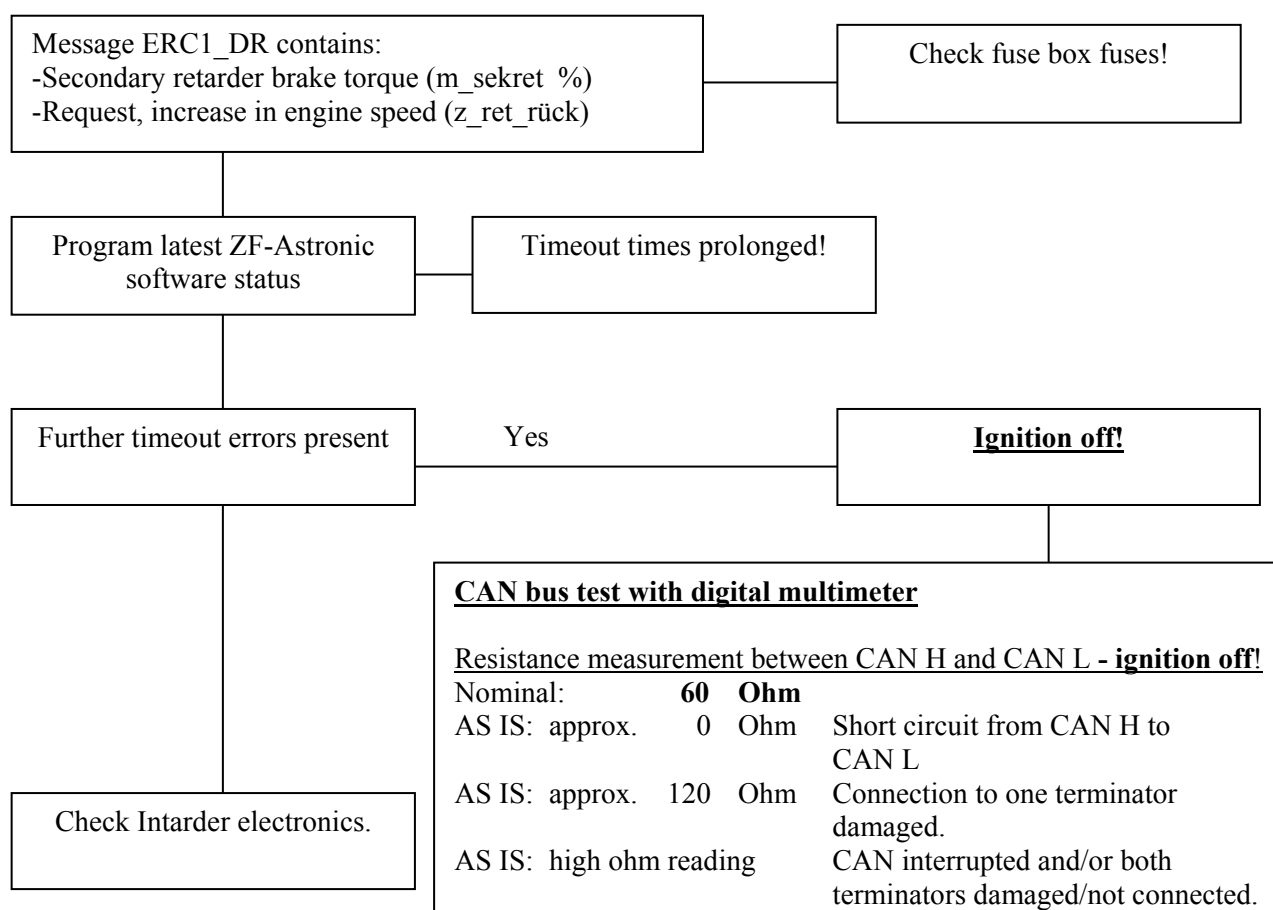 Message ERC1_DR contains:
-Secondary retarder brake torque (m_sekret %)
-Request, increase in engine speed (z_ret_rück)
Check fuse box fuses!
Program latest ZF-Astronic
software status
Timeout times prolonged!
Further timeout errors present
Yes
Ignition off!
CAN bus test with digital multimeter
Resistance measurement between CAN H and CAN L - ignition off!
Nominal: 60 Ohm
AS IS: approx. 0 Ohm Short circuit from CAN H to
CAN L
AS IS: approx. 120 Ohm Connection to one terminator
damaged.
AS IS: high ohm reading CAN interrupted and/or both
terminators damaged/not connected.
Check Intarder electronics.